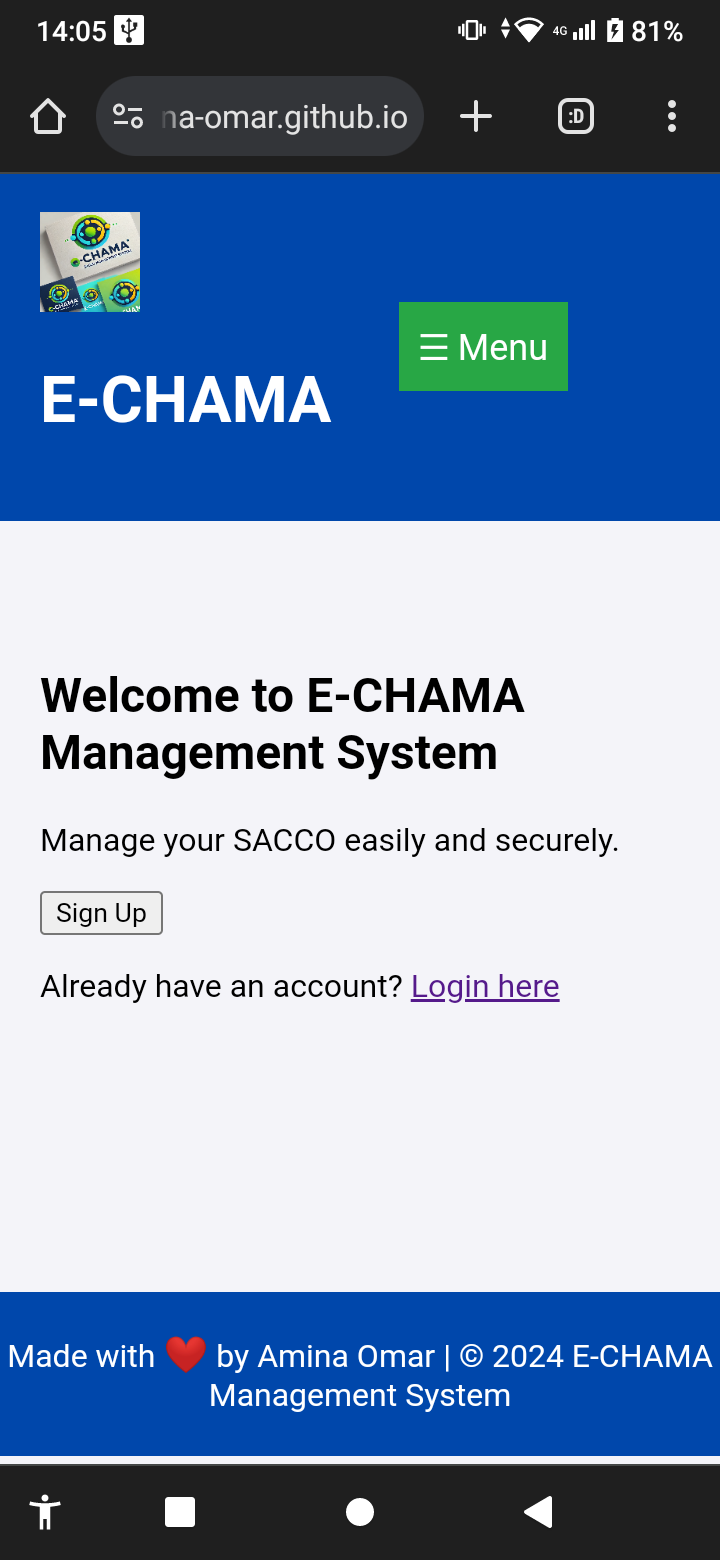 14:05
4G
81%
na-omar.github.io
:D
e-CHAMA
E-CHAMA
☰ Menu
Welcome to E-CHAMA
Management System
Manage your SACCO easily and securely.
Sign Up
Already have an account? Login here
Made with ❤️ by Amina Omar | © 2024 E-CHAMA
Management System